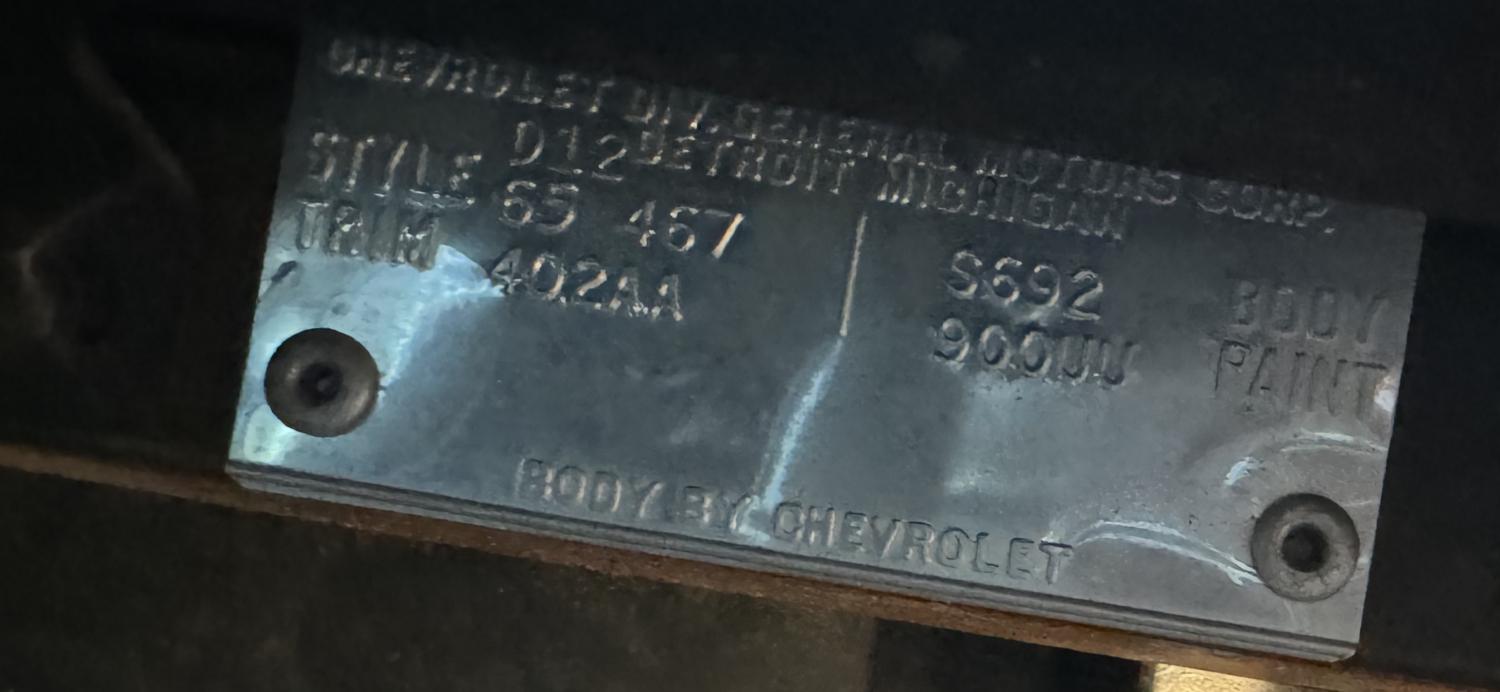 CHEVROLET DIV. GENERAL MOTORS CORP.
D12 DETROIT MICHIGAN
STYLE 65 467 S692 BODY
TRIM 402AA 900UU PAINT
BODY BY CHEVROLET